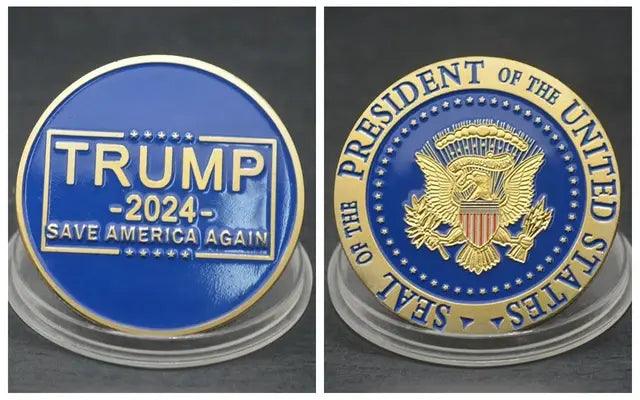 TRUMP
-2024-
SAVE AMERICA AGAIN
SEAL OF THE PRESIDENT OF THE UNITED STATES